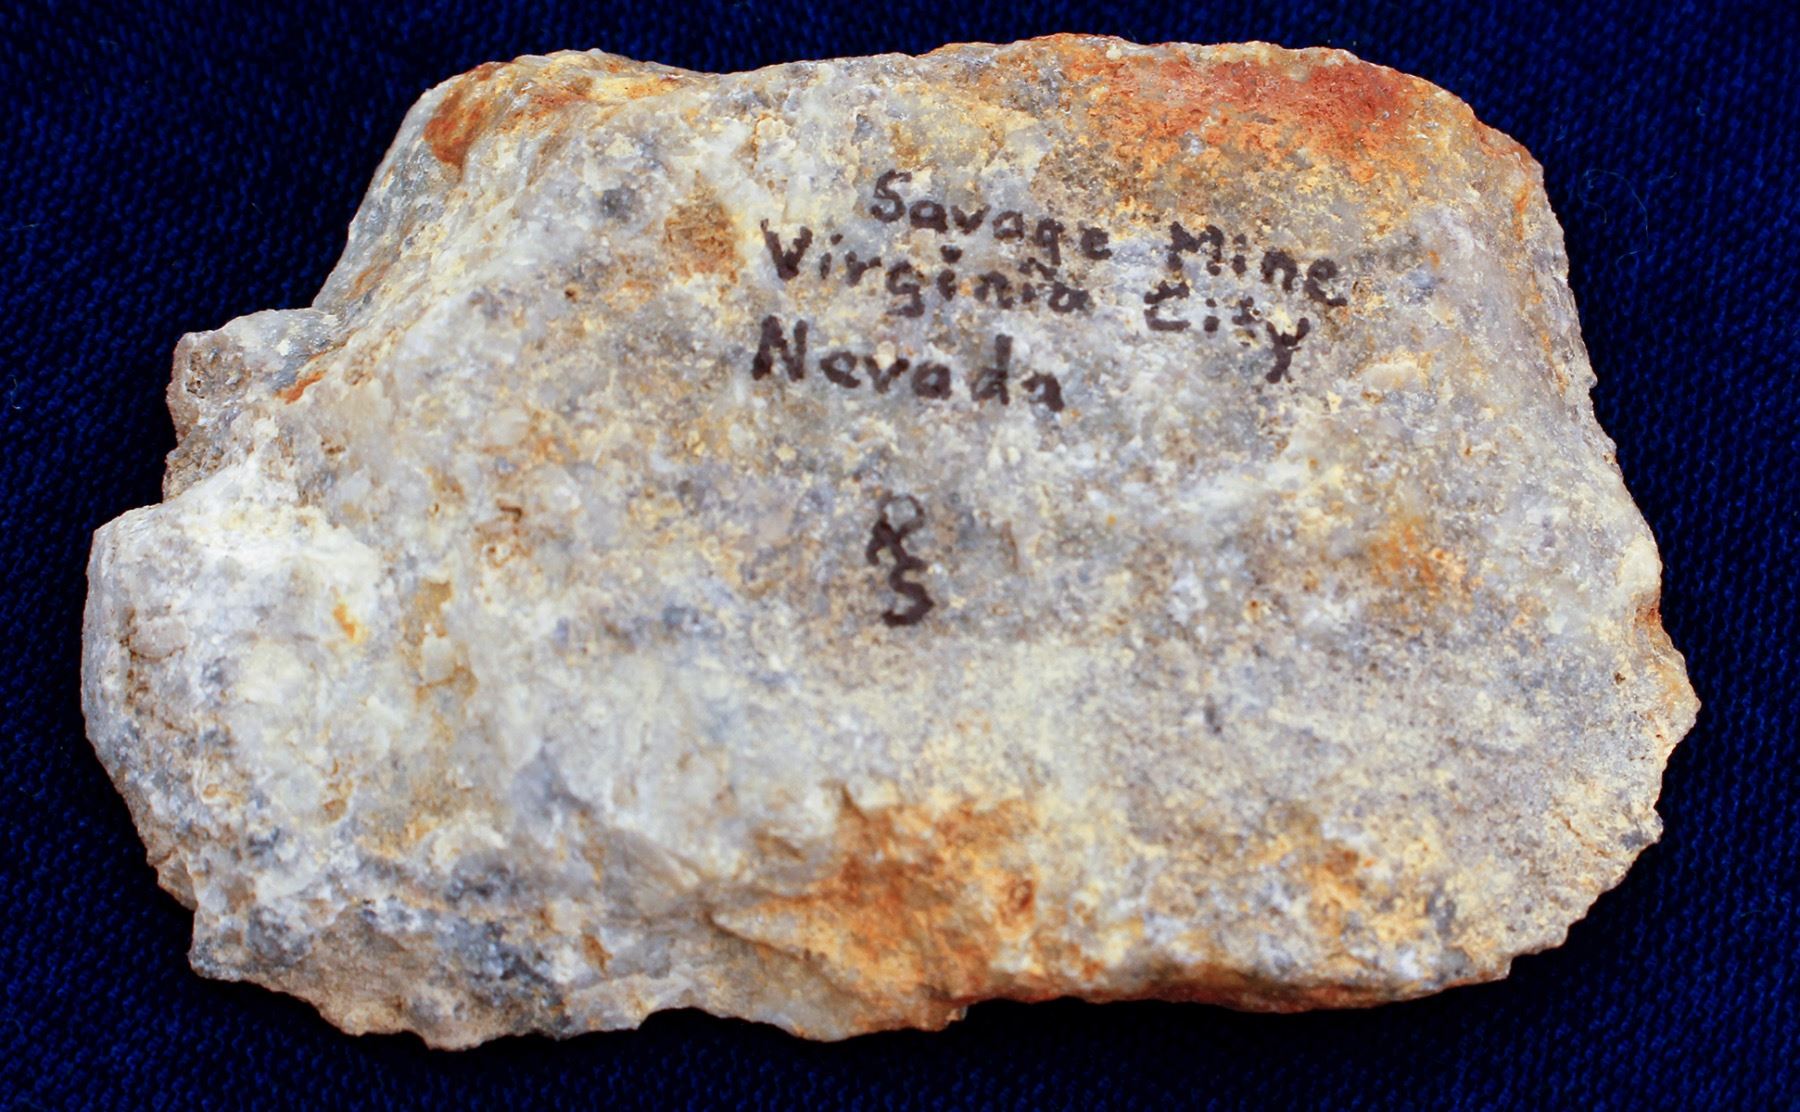 Savage Mine
Virginia City
Nevada
R
S